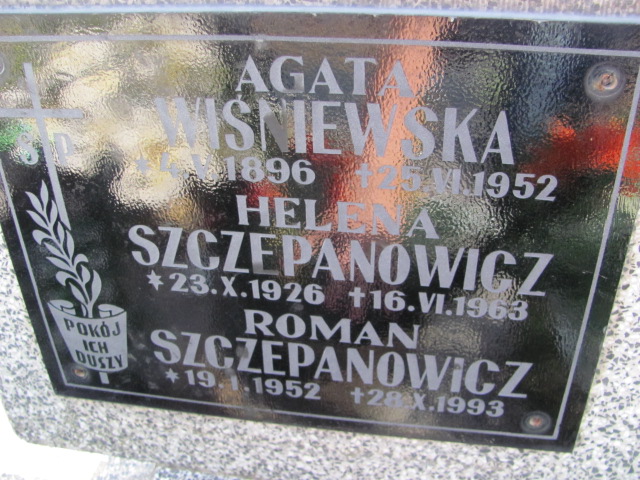 Ś P
AGATA
WIŚNIEWSKA
* 4.V.1896 †25.VI.1952
HELENA
SZCZEPANOWICZ
* 23.X.1926 †16.VI.1963
ROMAN
SZCZEPANOWICZ
* 19.I.1952 †28.X.1993
POKÓJ
ICH
DUSZY